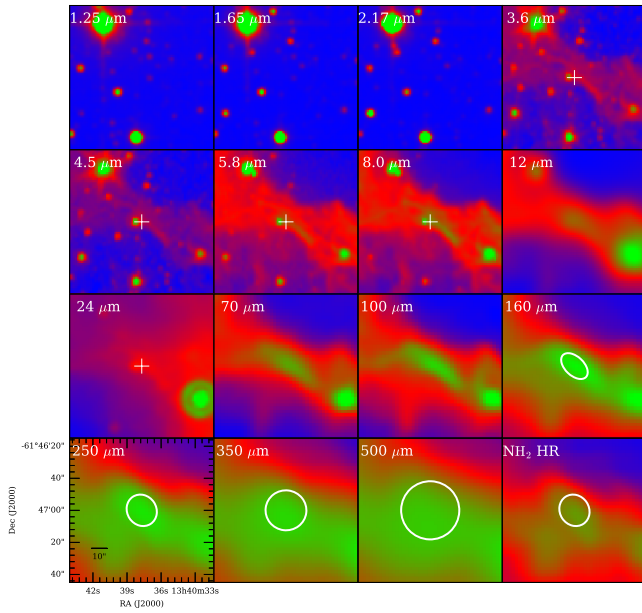 1.25 μm
1.65 μm
2.17 μm
3.6 μm
4.5 μm
5.8 μm
8.0 μm
12 μm
24 μm
70 μm
100 μm
160 μm
250 μm
350 μm
500 μm
NH₂ HR
-61°46'20"
40"
47'00"
20"
40"
Dec (J2000)
10"
42s 39s 36s 13h40m33s
RA (J2000)